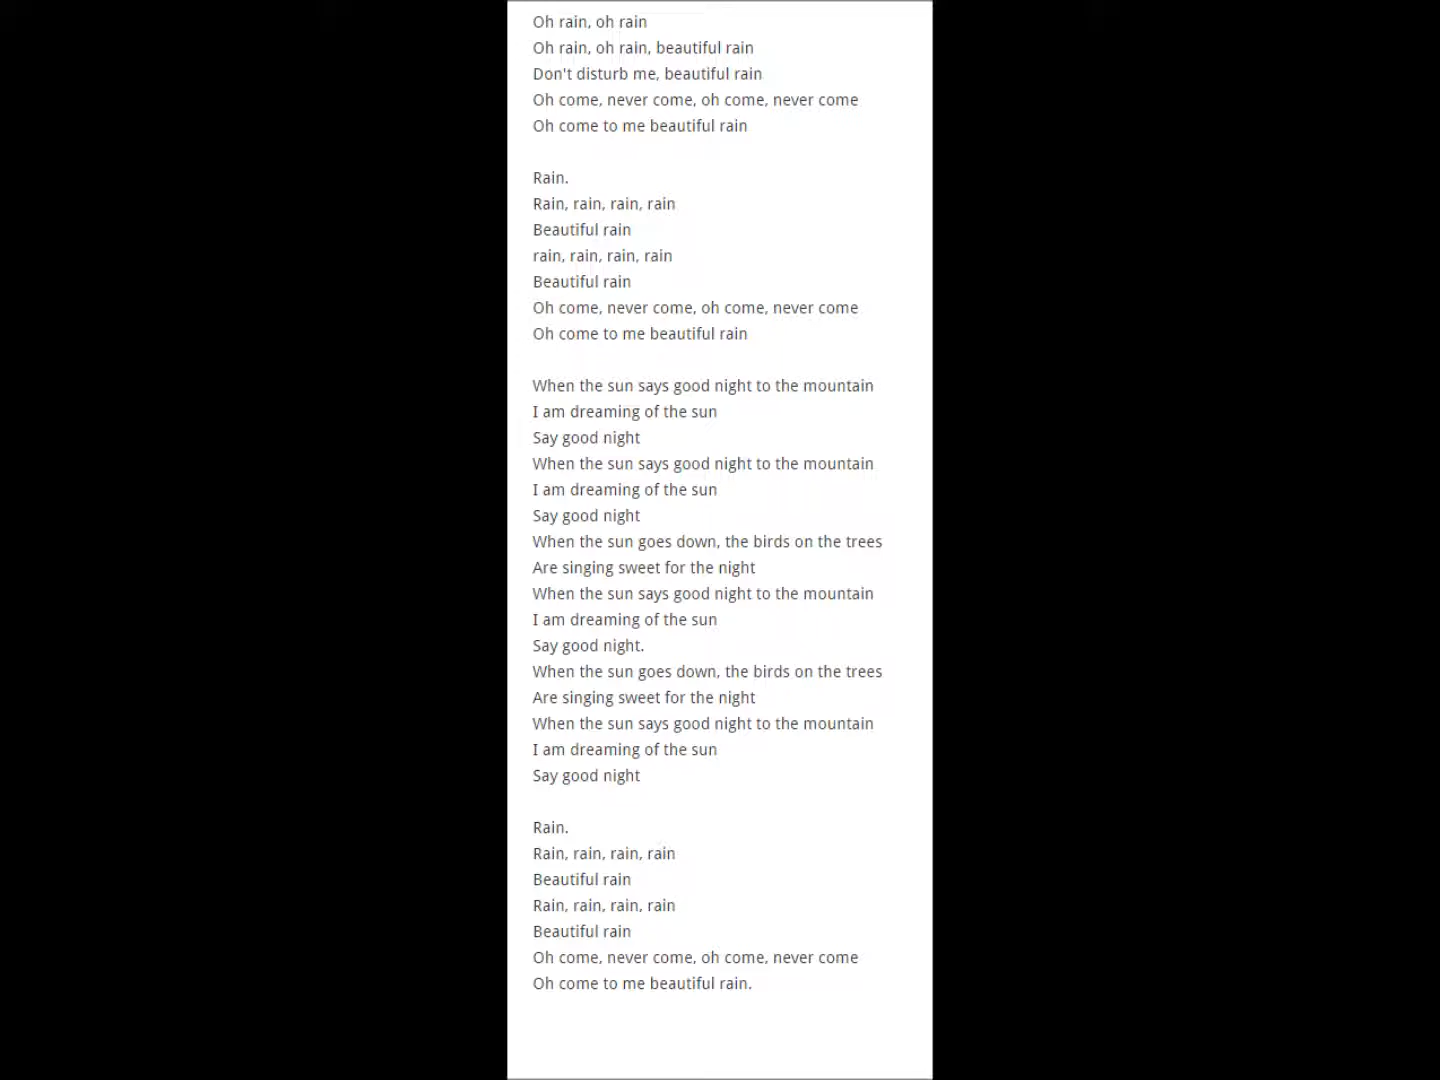 Oh rain, oh rain
Oh rain, oh rain, beautiful rain
Don't disturb me, beautiful rain
Oh come, never come, oh come, never come
Oh come to me beautiful rain

Rain.
Rain, rain, rain, rain
Beautiful rain
rain, rain, rain, rain
Beautiful rain
Oh come, never come, oh come, never come
Oh come to me beautiful rain

When the sun says good night to the mountain
I am dreaming of the sun
Say good night
When the sun says good night to the mountain
I am dreaming of the sun
Say good night
When the sun goes down, the birds on the trees
Are singing sweet for the night
When the sun says good night to the mountain
I am dreaming of the sun
Say good night.
When the sun goes down, the birds on the trees
Are singing sweet for the night
When the sun says good night to the mountain
I am dreaming of the sun
Say good night

Rain.
Rain, rain, rain, rain
Beautiful rain
Rain, rain, rain, rain
Beautiful rain
Oh come, never come, oh come, never come
Oh come to me beautiful rain.